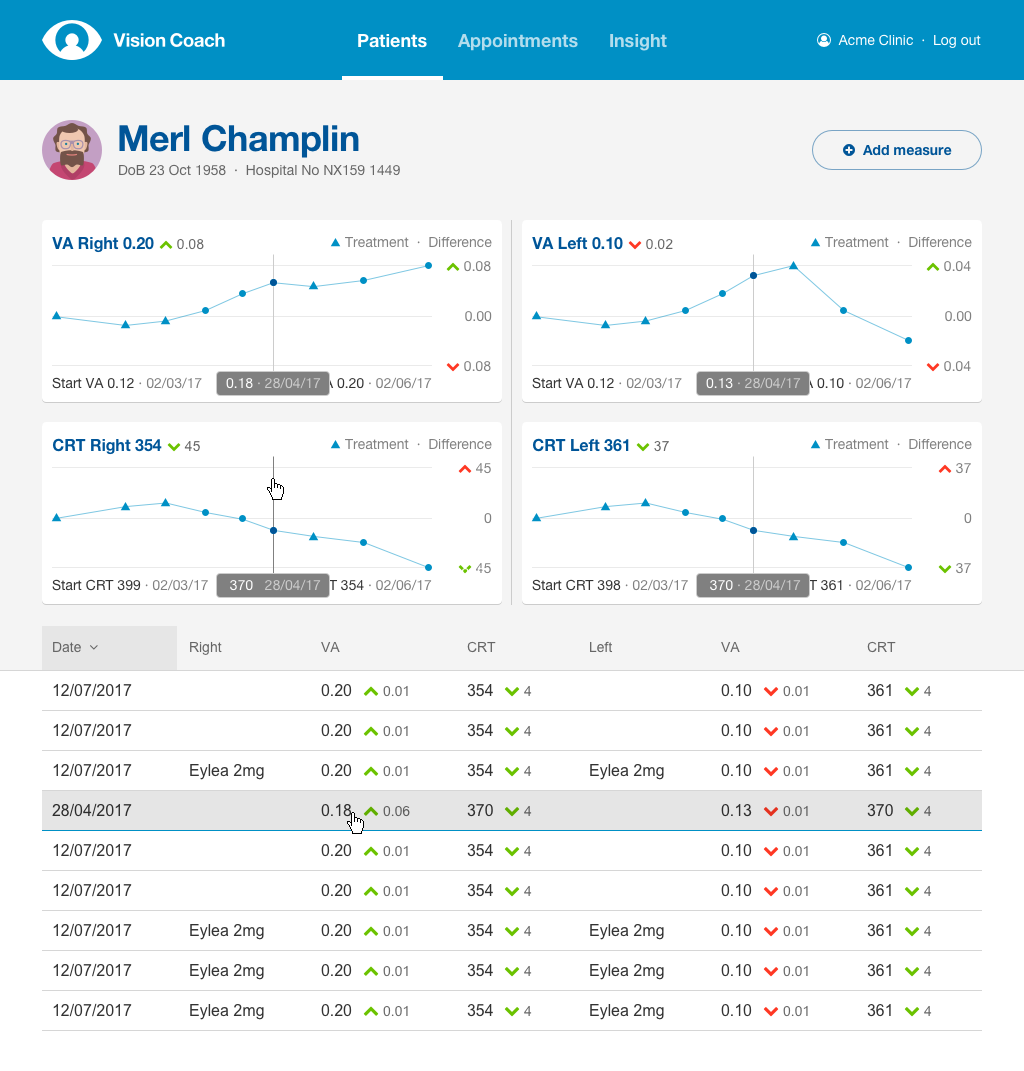 Vision Coach Patients Appointments Insight Acme Clinic · Log out
Merl Champlin
DoB 23 Oct 1958 · Hospital No NX159 1449
Add measure
VA Right 0.20 0.08 Treatment · Difference
0.08
0.00
0.08
Start VA 0.12 · 02/03/17 0.18 · 28/04/17 0.20 · 02/06/17
VA Left 0.10 0.02 Treatment · Difference
0.04
0.00
0.04
Start VA 0.12 · 02/03/17 0.13 · 28/04/17 0.10 · 02/06/17
CRT Right 354 45 Treatment · Difference
45
0
45
Start CRT 399 · 02/03/17 370 28/04/17 T 354 · 02/06/17
CRT Left 361 37 Treatment · Difference
37
0
37
Start CRT 398 · 02/03/17 370 · 28/04/17 T 361 · 02/06/17
Date Right VA CRT Left VA CRT
12/07/2017 0.20 0.01 354 4 0.10 0.01 361 4
12/07/2017 0.20 0.01 354 4 0.10 0.01 361 4
12/07/2017 Eylea 2mg 0.20 0.01 354 4 Eylea 2mg 0.10 0.01 361 4
28/04/2017 0.18 0.06 370 4 0.13 0.01 370 4
12/07/2017 0.20 0.01 354 4 0.10 0.01 361 4
12/07/2017 0.20 0.01 354 4 0.10 0.01 361 4
12/07/2017 Eylea 2mg 0.20 0.01 354 4 Eylea 2mg 0.10 0.01 361 4
12/07/2017 Eylea 2mg 0.20 0.01 354 4 Eylea 2mg 0.10 0.01 361 4
12/07/2017 Eylea 2mg 0.20 0.01 354 4 Eylea 2mg 0.10 0.01 361 4